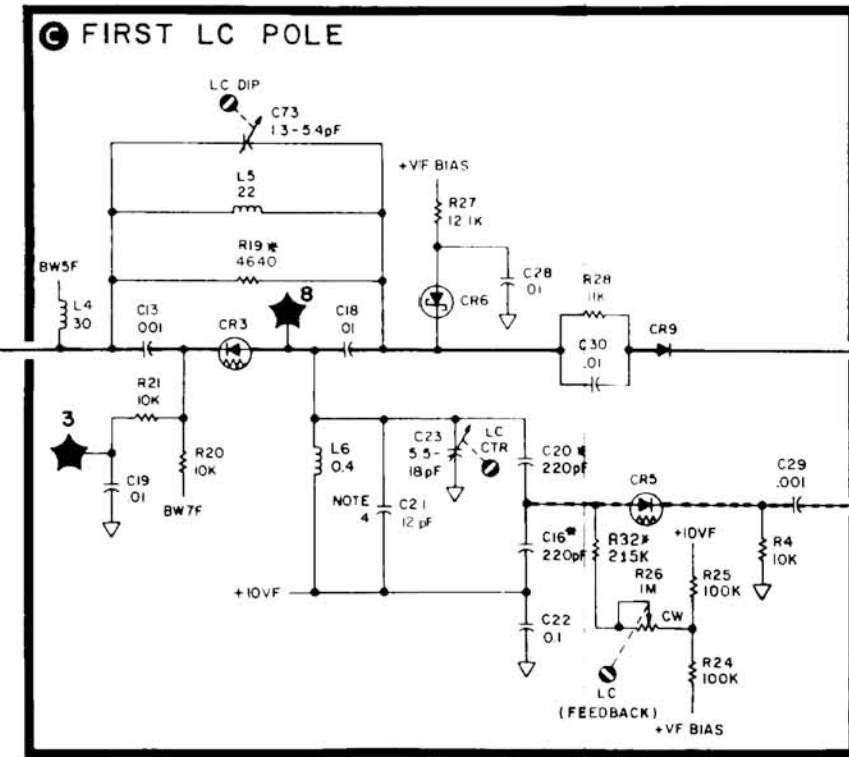 C FIRST LC POLE
LC DIP
C73
1.3-5.4pF
L5
22
R19*
4640
+VF BIAS
R27
12.1K
C28
.01
CR6
R28
11K
C30
.01
CR9
BW5F
L4
30
C13
.001
CR3
8
C18
.01
R21
10K
3
C19
.01
R20
10K
BW7F
L6
0.4
NOTE
4
C21
12 pF
C23
5.5-
18pF
LC
CTR
C20*
220pF
C16*
220pF
CR5
C29
.001
R32*
215K
R26
1M
CW
+10VF
R25
100K
R4
10K
+10VF
C22
0.1
R24
100K
LC
(FEEDBACK)
+VF BIAS